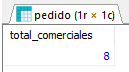 pedido (1r × 1c)
total_comerciales
8